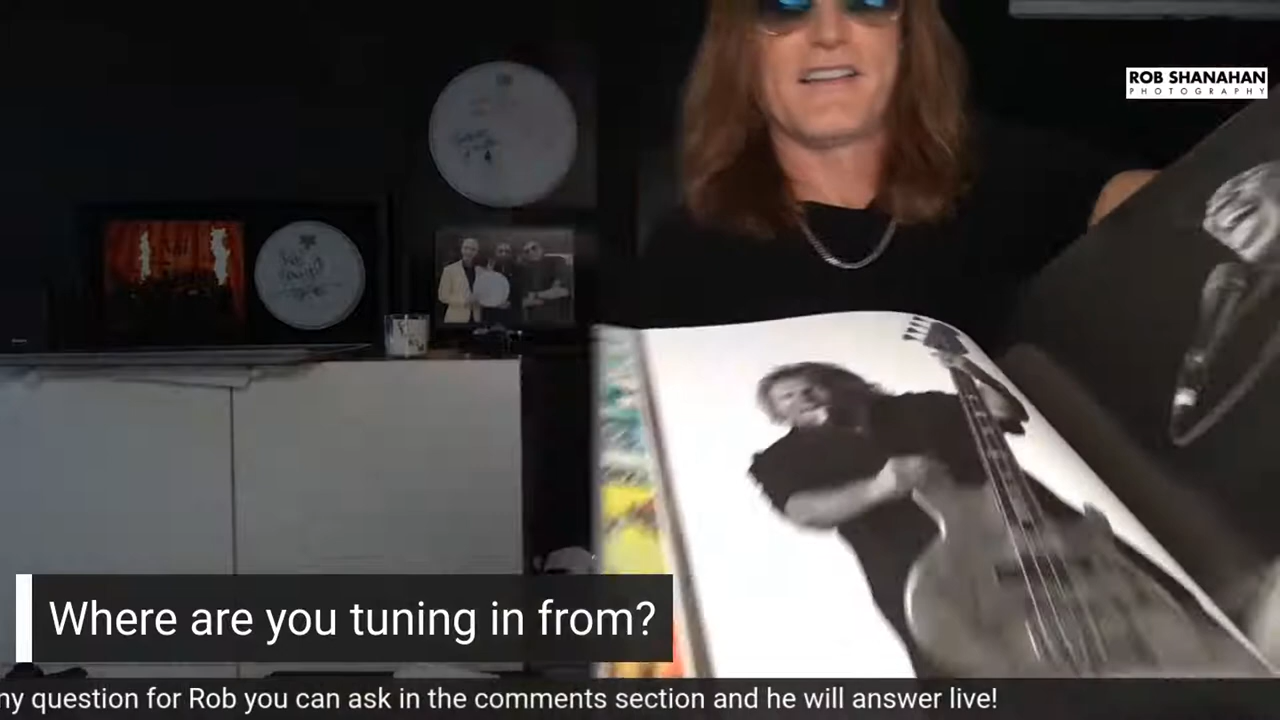 ROB SHANAHAN
PHOTOGRAPHY
Where are you tuning in from?
ny question for Rob you can ask in the comments section and he will answer live!